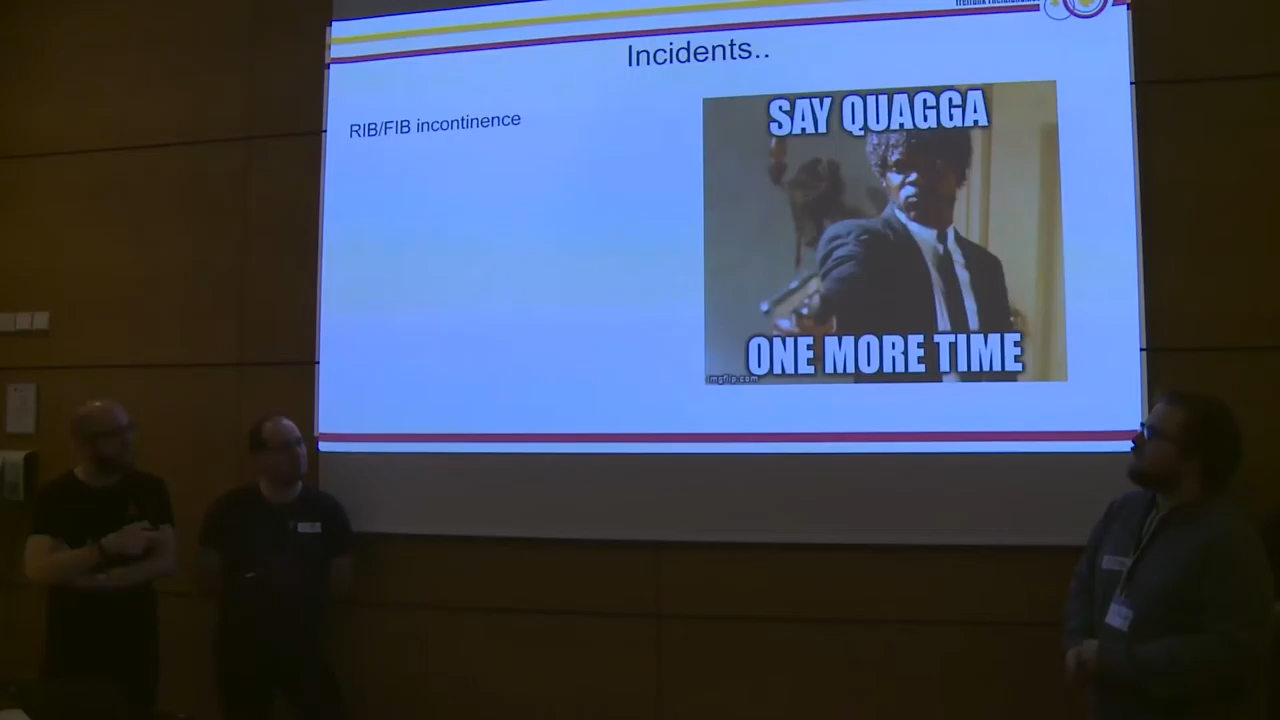 Incidents..
RIB/FIB incontinence
SAY QUAGGA
ONE MORE TIME
imgflip.com